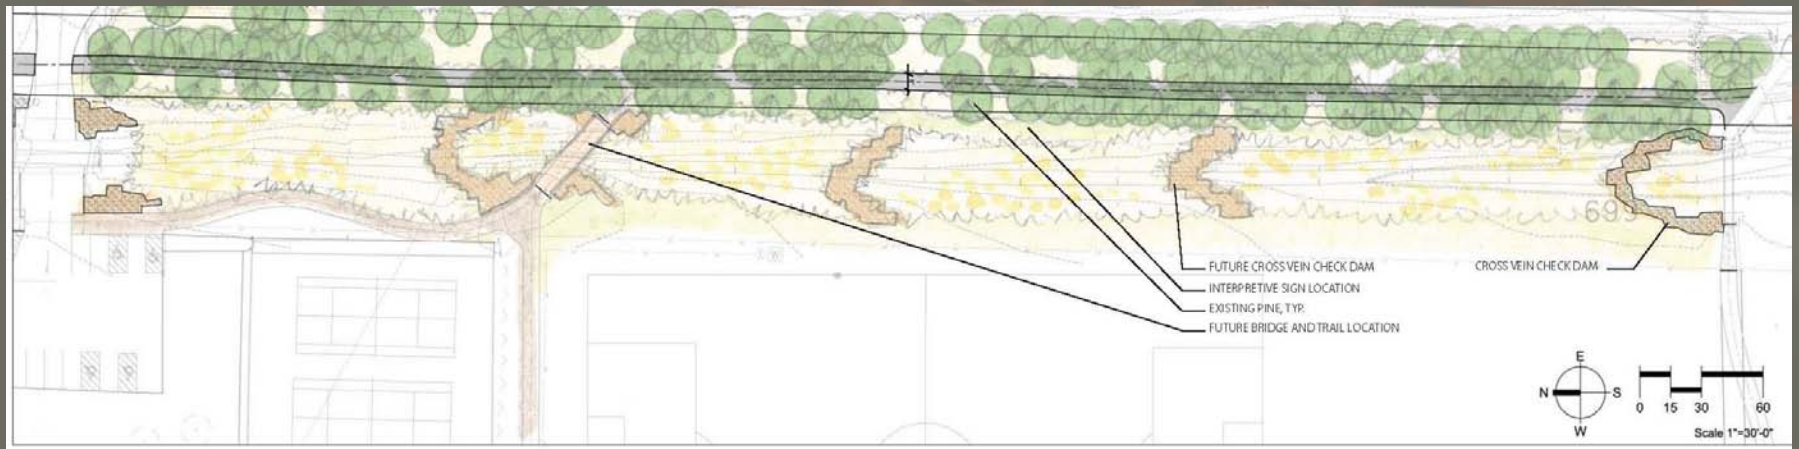 695
FUTURE CROSS VEIN CHECK DAM
CROSS VEIN CHECK DAM
INTERPRETIVE SIGN LOCATION
EXISTING PINE, TYP.
FUTURE BRIDGE AND TRAIL LOCATION
E
N
S
W
0 15 30 60
Scale 1"=30'-0"